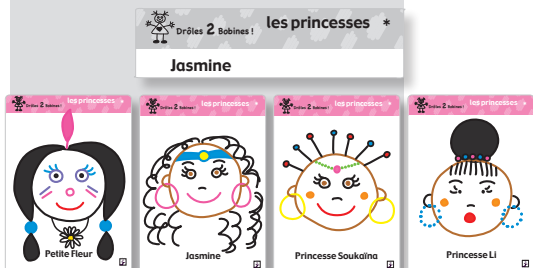 Drôles 2 Bobines ! les princesses *
Jasmine
Drôles 2 Bobines ! les princesses *
Drôles 2 Bobines ! les princesses *
Drôles 2 Bobines ! les princesses *
Drôles 2 Bobines ! les princesses *
Petite Fleur
Jasmine
Princesse Soukaïna
Princesse Li